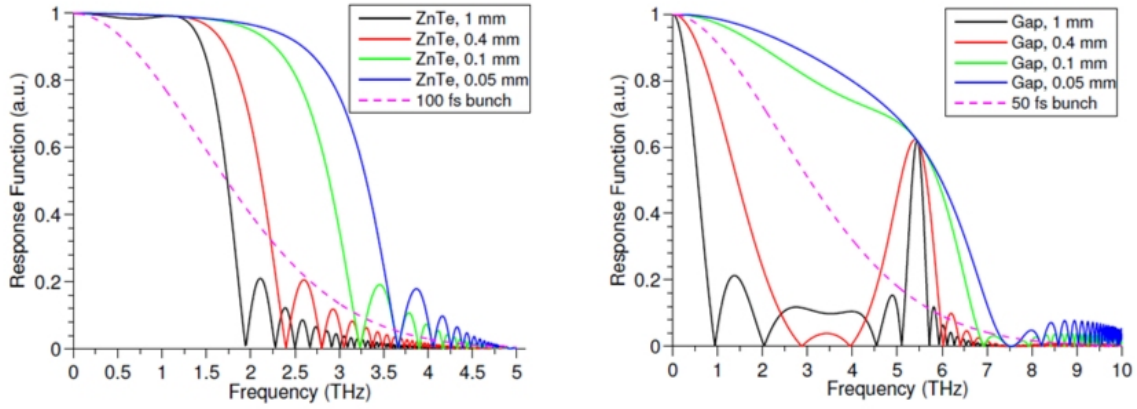 ZnTe, 1 mm
ZnTe, 0.4 mm
ZnTe, 0.1 mm
ZnTe, 0.05 mm
100 fs bunch
Response Function (a.u.)
1
0.8
0.6
0.4
0.2
0
0 0.5 1 1.5 2 2.5 3 3.5 4 4.5 5
Frequency (THz)
Gap, 1 mm
Gap, 0.4 mm
Gap, 0.1 mm
Gap, 0.05 mm
50 fs bunch
Response Function (a.u.)
1
0.8
0.6
0.4
0.2
0
0 1 2 3 4 5 6 7 8 9 10
Frequency (THz)